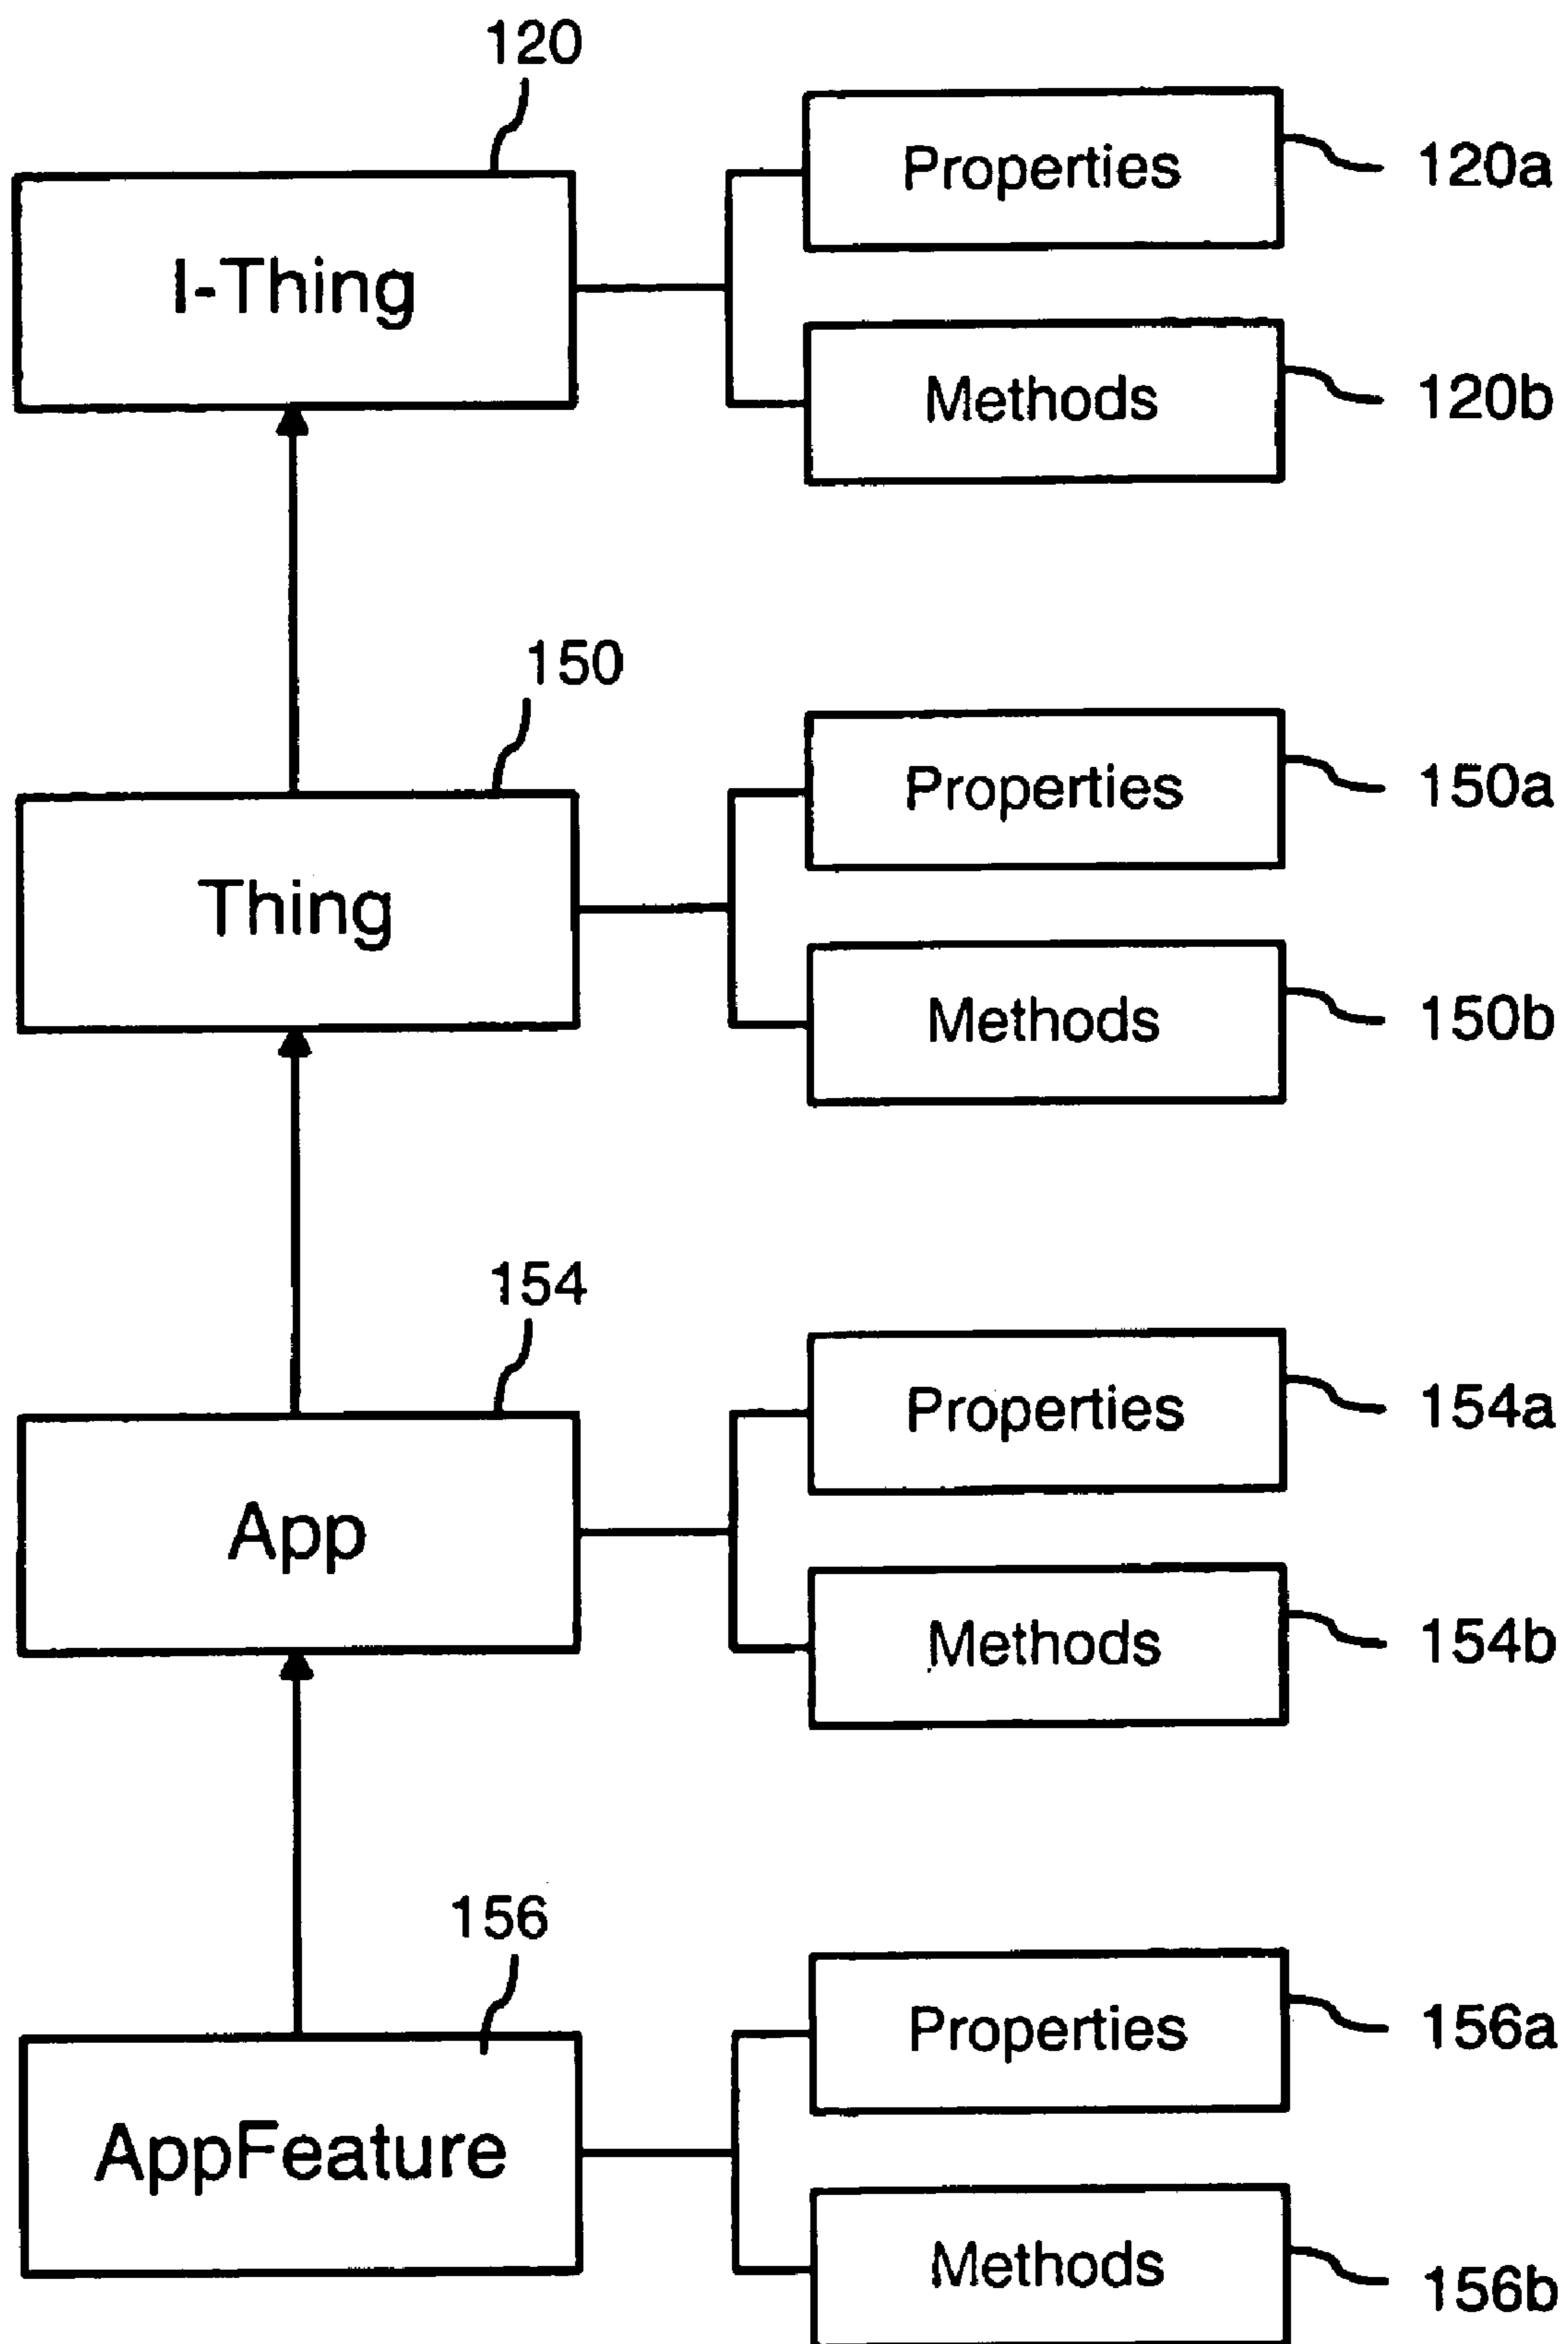 120
Properties
120a
I-Thing
Methods
120b
150
Properties
150a
Thing
Methods
150b
154
Properties
154a
App
Methods
154b
156
Properties
156a
AppFeature
Methods
156b